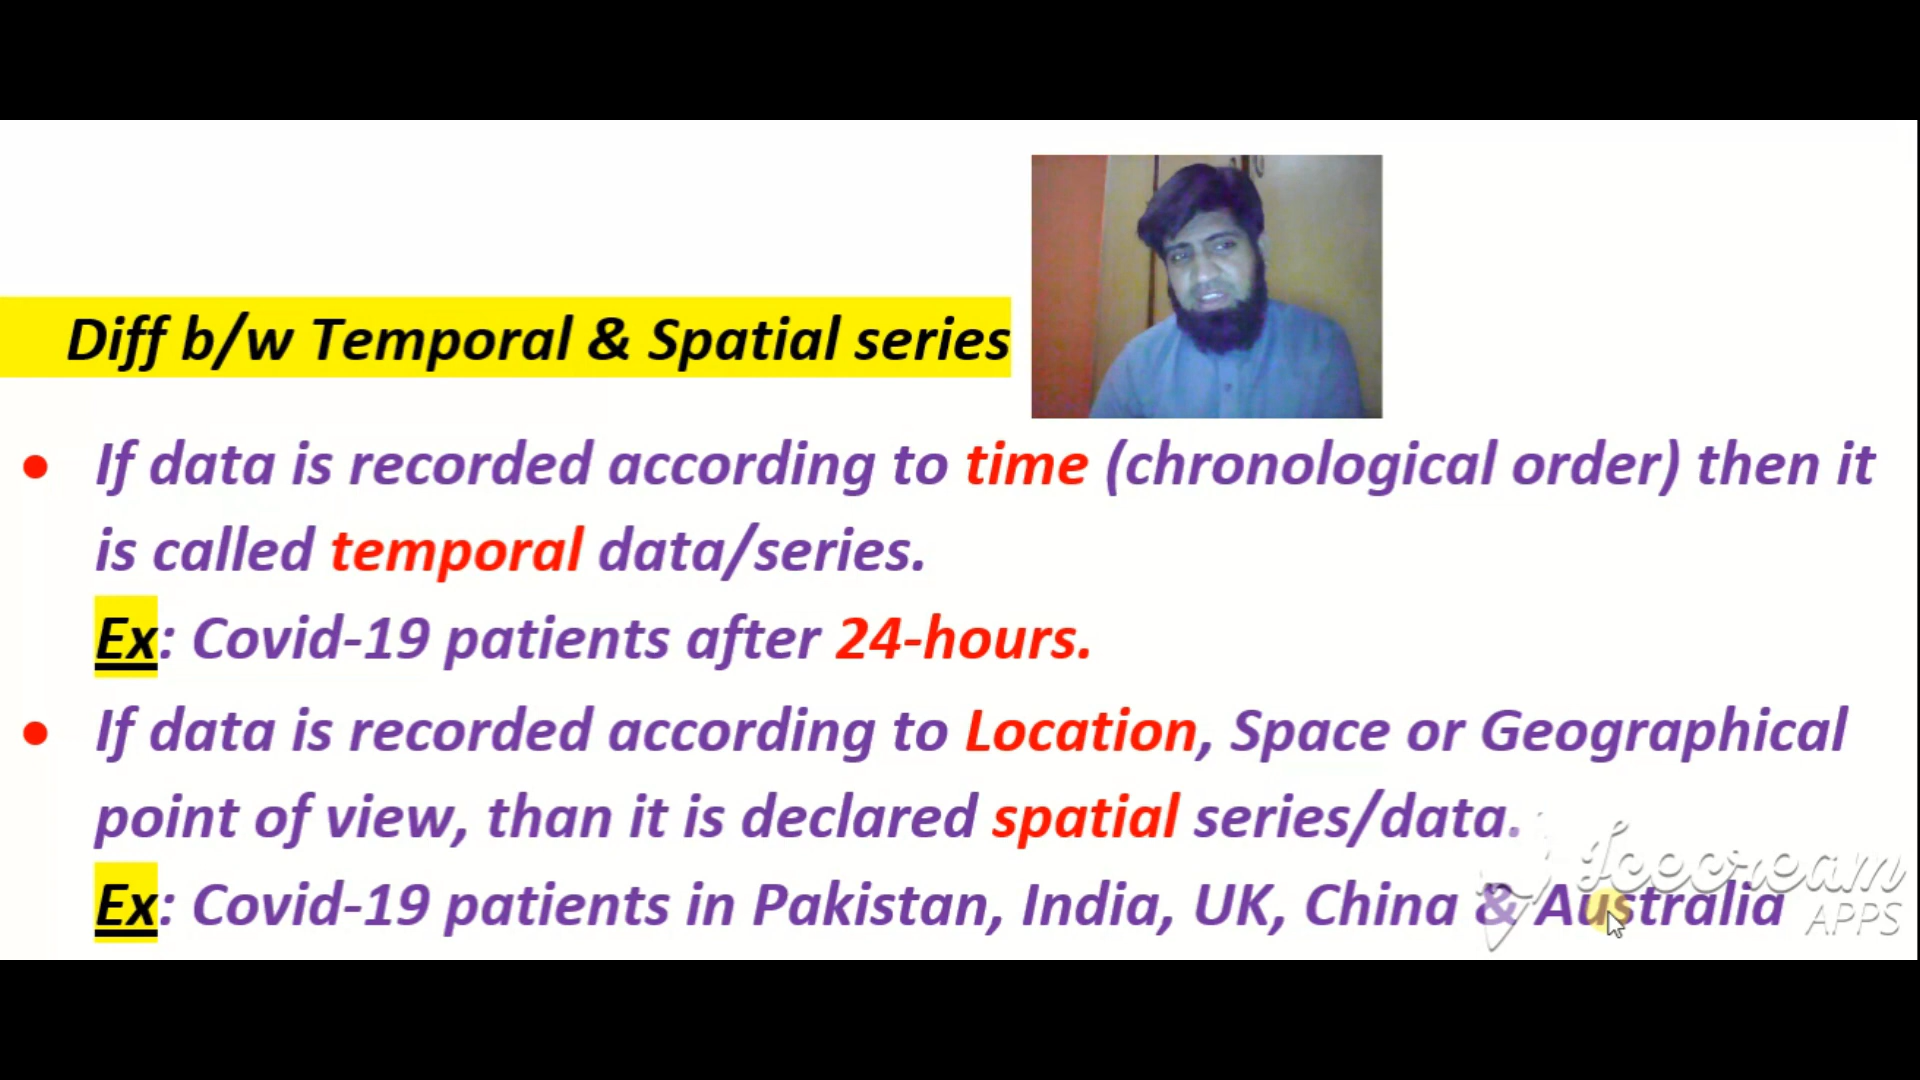 Diff b/w Temporal & Spatial series
If data is recorded according to time (chronological order) then it
is called temporal data/series.
Ex: Covid-19 patients after 24-hours.
If data is recorded according to Location, Space or Geographical
point of view, than it is declared spatial series/data.
Ex: Covid-19 patients in Pakistan, India, UK, China & Australia
Icecream
APPS